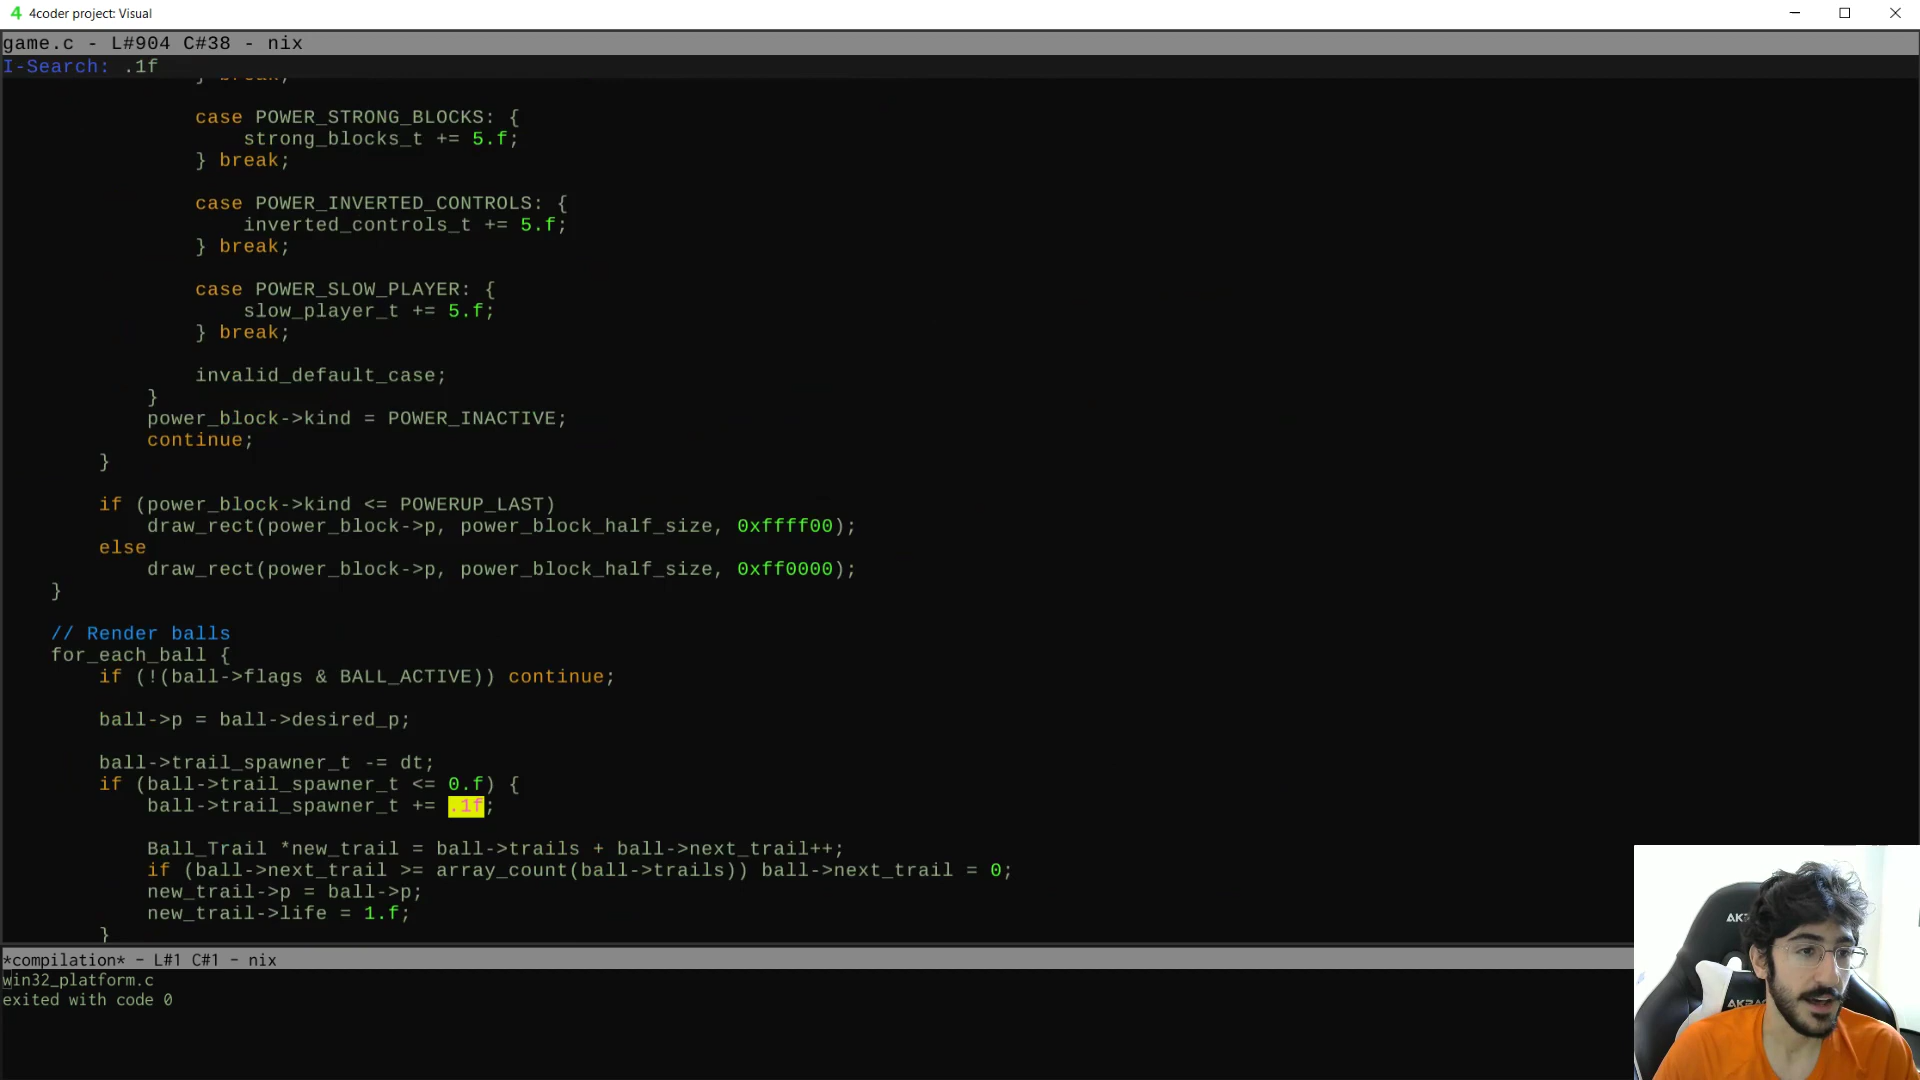 4 4coder project: Visual
game.c - L#904 C#38 - nix
I-Search: .1f
} break;
case POWER_STRONG_BLOCKS: {
strong_blocks_t += 5.f;
} break;
case POWER_INVERTED_CONTROLS: {
inverted_controls_t += 5.f;
} break;
case POWER_SLOW_PLAYER: {
slow_player_t += 5.f;
} break;
invalid_default_case;
}
power_block->kind = POWER_INACTIVE;
continue;
}
if (power_block->kind <= POWERUP_LAST)
draw_rect(power_block->p, power_block_half_size, 0xffff00);
else
draw_rect(power_block->p, power_block_half_size, 0xff0000);
}
// Render balls
for_each_ball {
if (!(ball->flags & BALL_ACTIVE)) continue;
ball->p = ball->desired_p;
ball->trail_spawner_t -= dt;
if (ball->trail_spawner_t <= 0.f) {
ball->trail_spawner_t += .1f;
Ball_Trail *new_trail = ball->trails + ball->next_trail++;
if (ball->next_trail >= array_count(ball->trails)) ball->next_trail = 0;
new_trail->p = ball->p;
new_trail->life = 1.f;
}
*compilation* - L#1 C#1 - nix
win32_platform.c
exited with code 0